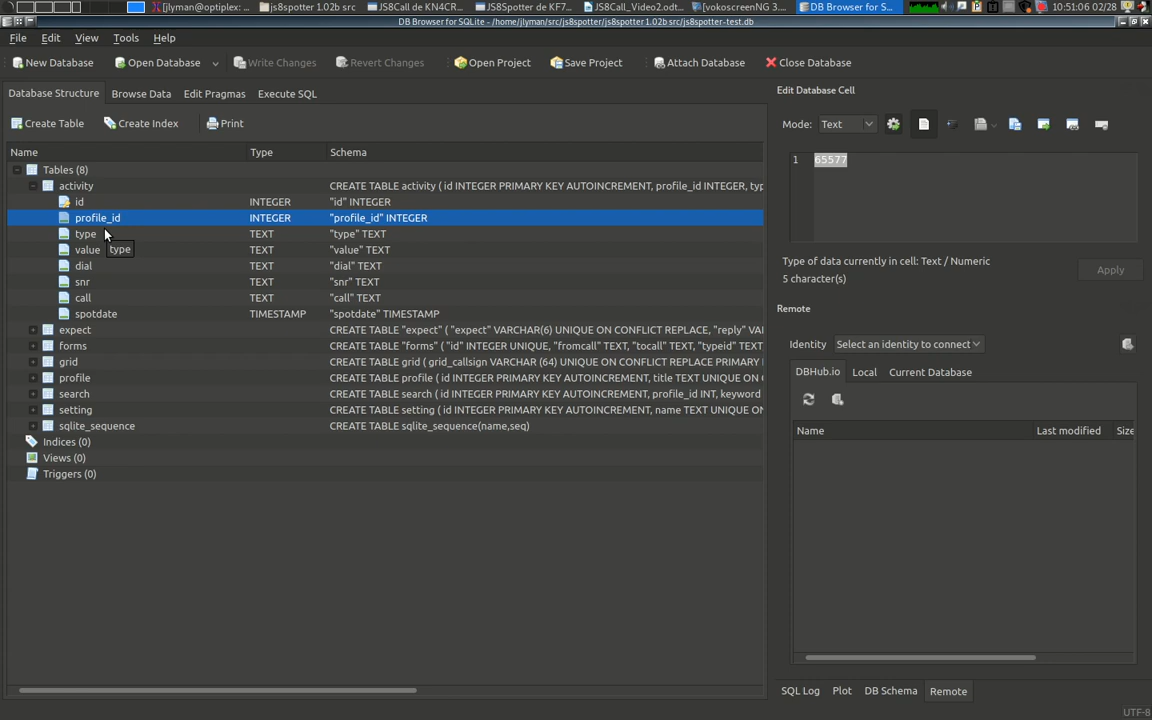 [jlyman@optiplex: ... js8spotter 1.02b src JS8Call de KN4CR... JS8Spotter de KF7... JS8Call_Video2.odt... [vokoscreenNG 3.... DB Browser for S... 10:51:06 02/28
DB Browser for SQLite - /home/jlyman/src/js8spotter/js8spotter 1.02b src/js8spotter-test.db
File Edit View Tools Help
New Database Open Database Write Changes Revert Changes Open Project Save Project Attach Database Close Database
Database Structure Browse Data Edit Pragmas Execute SQL
Create Table Create Index Print
Name Type Schema
Tables (8)
activity CREATE TABLE activity ( id INTEGER PRIMARY KEY AUTOINCREMENT, profile_id INTEGER, typ
id INTEGER "id" INTEGER
profile_id INTEGER "profile_id" INTEGER
type TEXT "type" TEXT
value type TEXT "value" TEXT
dial TEXT "dial" TEXT
snr TEXT "snr" TEXT
call TEXT "call" TEXT
spotdate TIMESTAMP "spotdate" TIMESTAMP
expect CREATE TABLE "expect" ( "expect" VARCHAR(6) UNIQUE ON CONFLICT REPLACE, "reply" VA
forms CREATE TABLE "forms" ( "id" INTEGER UNIQUE, "fromcall" TEXT, "tocall" TEXT, "typeid" TEXT
grid CREATE TABLE grid ( grid_callsign VARCHAR (64) UNIQUE ON CONFLICT REPLACE PRIMARY
profile CREATE TABLE profile ( id INTEGER PRIMARY KEY AUTOINCREMENT, title TEXT UNIQUE ON
search CREATE TABLE search ( id INTEGER PRIMARY KEY AUTOINCREMENT, profile_id INT, keyword
setting CREATE TABLE setting ( id INTEGER PRIMARY KEY AUTOINCREMENT, name TEXT UNIQUE ON
sqlite_sequence CREATE TABLE sqlite_sequence(name,seq)
Indices (0)
Views (0)
Triggers (0)
Edit Database Cell
Mode: Text
1 65577
Type of data currently in cell: Text / Numeric
5 character(s)
Apply
Remote
Identity Select an identity to connect
DBHub.io Local Current Database
Name Last modified Size
SQL Log Plot DB Schema Remote
UTF-8